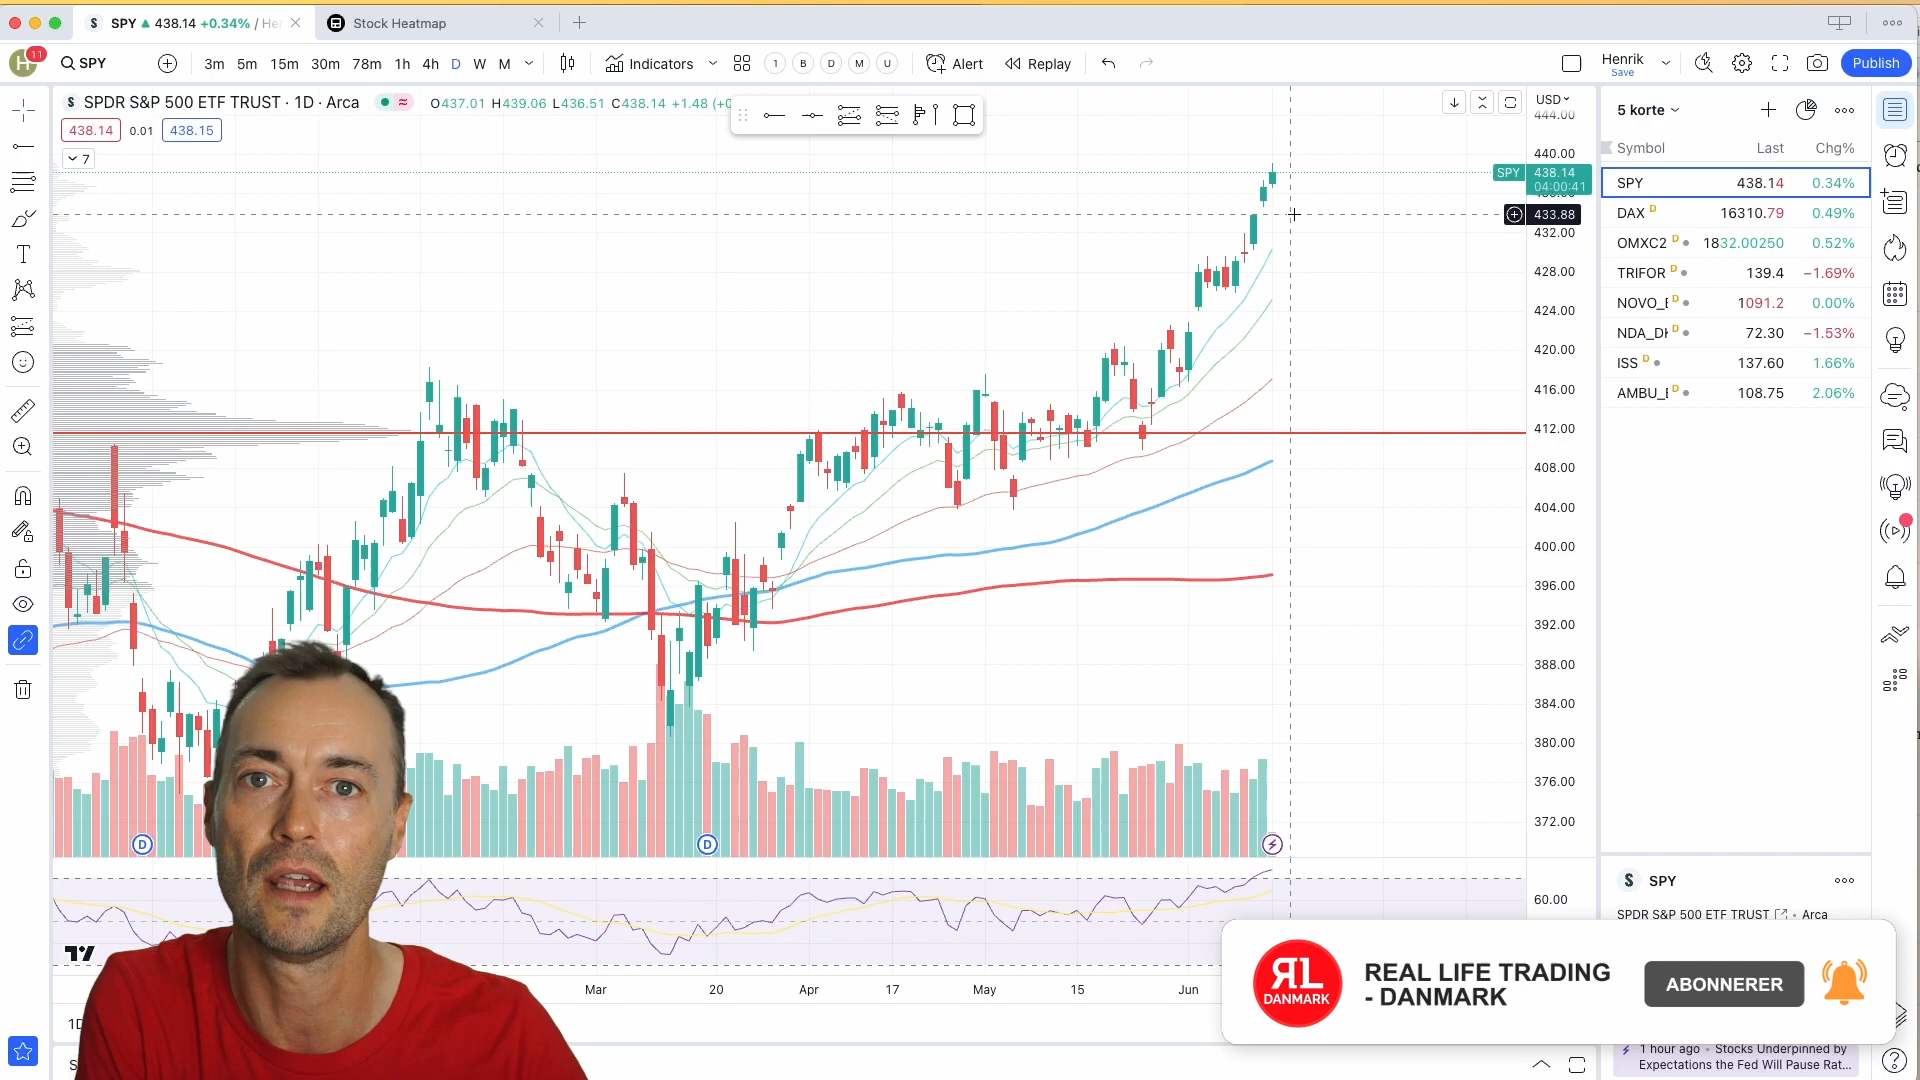 SPY 438.14 +0.34% / He
Stock Heatmap
H 11 SPY 3m 5m 15m 30m 78m 1h 4h D W M Indicators 1 B D M U Alert Replay Henrik Save Publish
SPDR S&P 500 ETF TRUST · 1D · Arca O437.01 H439.06 L436.51 C438.14 +1.48 (+0
438.14 0.01 438.15
7
USD
444.00
440.00
SPY 438.14
04:00:41
433.88
432.00
428.00
424.00
420.00
416.00
412.00
408.00
404.00
400.00
396.00
392.00
388.00
384.00
380.00
376.00
372.00
D D
60.00
Mar 20 Apr 17 May 15 Jun
5 korte
Symbol Last Chg%
SPY 438.14 0.34%
DAX D 16310.79 0.49%
OMXC2 D 1832.00250 0.52%
TRIFOR D 139.4 −1.69%
NOVO_ D 1091.2 0.00%
NDA_D D 72.30 −1.53%
ISS D 137.60 1.66%
AMBU_ D 108.75 2.06%
SPY
SPDR S&P 500 ETF TRUST · Arca
RL
DANMARK
REAL LIFE TRADING
- DANMARK
ABONNERER
1 hour ago · Stocks Underpinned by
Expectations the Fed Will Pause Rat...